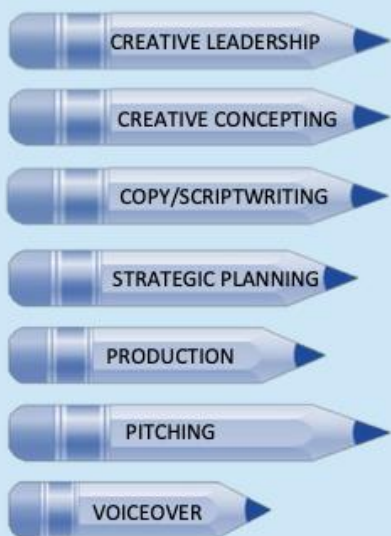 CREATIVE LEADERSHIP
CREATIVE CONCEPTING
COPY/SCRIPTWRITING
STRATEGIC PLANNING
PRODUCTION
PITCHING
VOICEOVER